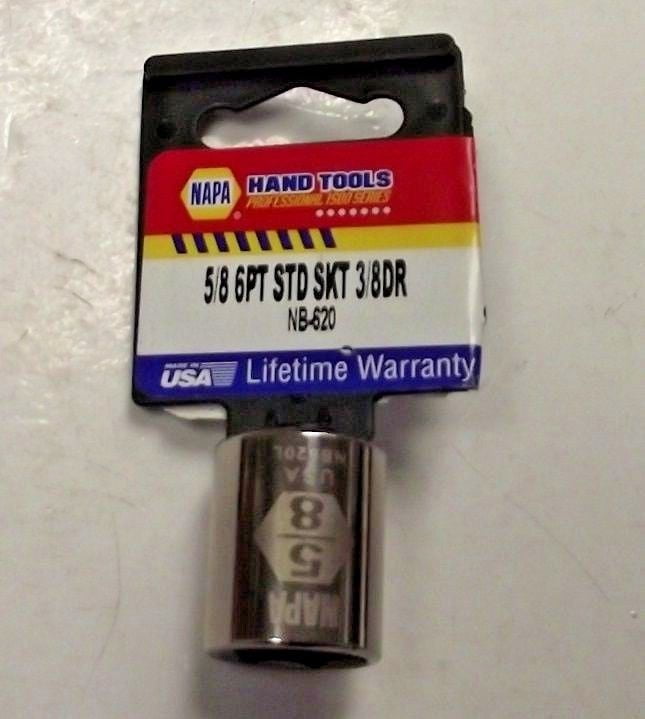 NAPA
®
HAND TOOLS
PROFESSIONAL 1500 SERIES
5/8 6PT STD SKT 3/8DR
NB-620
MADE IN
USA
Lifetime Warranty
NB620L
USA
5/8
NAPA